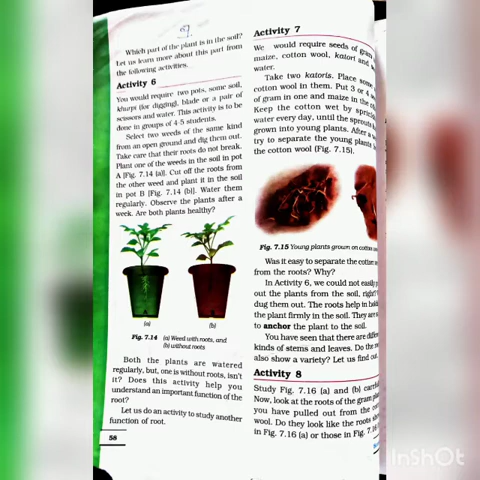 57
Which part of the plant is in the soil?
Let us learn more about this part from
the following activities.
Activity 6
You would require two pots, some soil,
khurpi (for digging), blade or a pair of
scissors and water. This activity is to be
done in groups of 4-5 students.
Select two weeds of the same kind
from an open ground and dig them out.
Take care that their roots do not break.
Plant one of the weeds in the soil in pot
A [Fig. 7.14 (a)]. Cut off the roots from
the other weed and plant it in the soil
in pot B [Fig. 7.14 (b)]. Water them
regularly. Observe the plants after a
week. Are both plants healthy?
(a) (b)
Fig. 7.14 (a) Weed with roots, and
(b) without roots
Both the plants are watered
regularly, but, one is without roots, isn't
it? Does this activity help you
understand an important function of the
root?
Let us do an activity to study another
function of root.
58
Activity 7
We would require seeds of gram
maize, cotton wool, katori and
water.
Take two katoris. Place some
cotton wool in them. Put 3 or 4
of gram in one and maize in the
Keep the cotton wet by
water every day, until the sprouts
grown into young plants. After a
try to separate the young plants
the cotton wool (Fig. 7.15).
Fig. 7.15 Young plants grown on cotton
Was it easy to separate the cotton
from the roots? Why?
In Activity 6, we could not easily
out the plants from the soil, right?
dug them out. The roots help in
the plant firmly in the soil. They are
to anchor the plant to the soil.
You have seen that there are different
kinds of stems and leaves. Do the
also show a variety? Let us find out.
Activity 8
Study Fig. 7.16 (a) and (b)
Now, look at the roots of the gram
you have pulled out from the
wool. Do they look like the roots
in Fig. 7.16 (a) or those in Fig. 7.16
InShOt